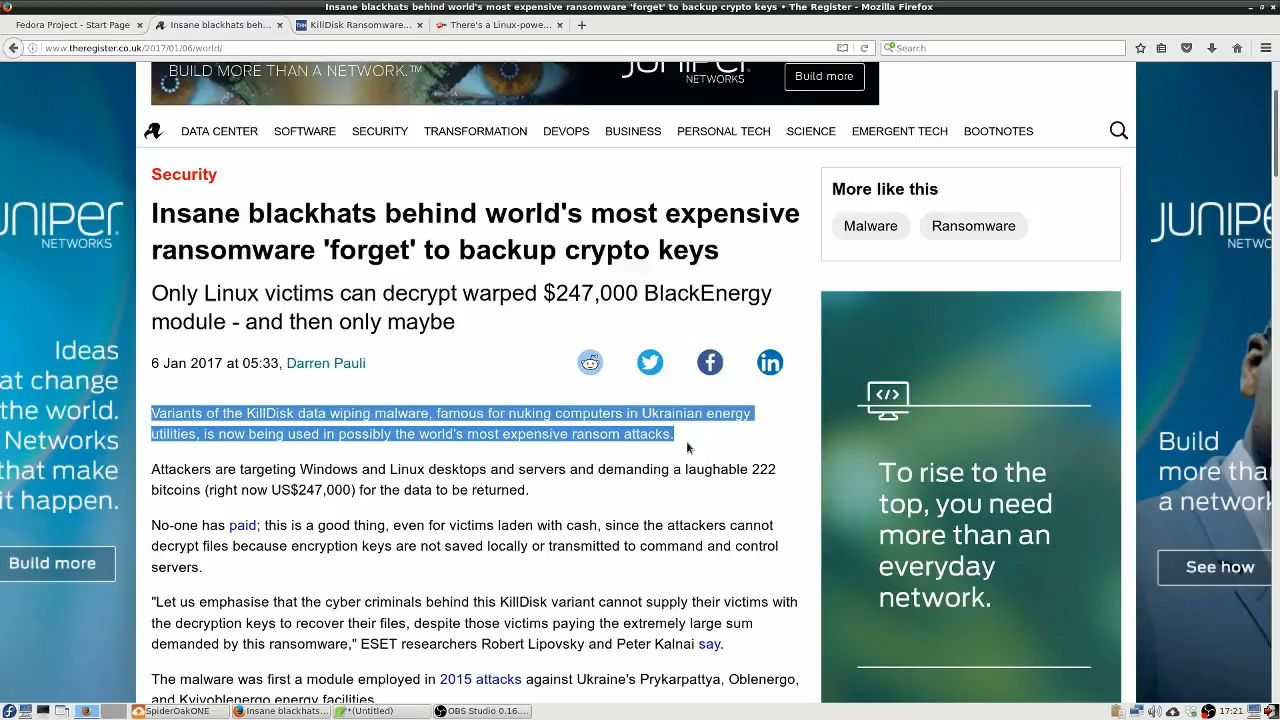 Insane blackhats behind world's most expensive ransomware 'forget' to backup crypto keys • The Register - Mozilla Firefox
Fedora Project - Start Page
Insane blackhats beh...
KillDisk Ransomware...
There's a Linux-powe...
www.theregister.co.uk/2017/01/06/world/
Search
BUILD MORE THAN A NETWORK.™
JUNIPER
NETWORKS
Build more
DATA CENTER
SOFTWARE
SECURITY
TRANSFORMATION
DEVOPS
BUSINESS
PERSONAL TECH
SCIENCE
EMERGENT TECH
BOOTNOTES
Security
Insane blackhats behind world's most expensive
ransomware 'forget' to backup crypto keys
Only Linux victims can decrypt warped $247,000 BlackEnergy
module - and then only maybe
6 Jan 2017 at 05:33, Darren Pauli
Variants of the KillDisk data wiping malware, famous for nuking computers in Ukrainian energy
utilities, is now being used in possibly the world's most expensive ransom attacks.
Attackers are targeting Windows and Linux desktops and servers and demanding a laughable 222
bitcoins (right now US$247,000) for the data to be returned.
No-one has paid; this is a good thing, even for victims laden with cash, since the attackers cannot
decrypt files because encryption keys are not saved locally or transmitted to command and control
servers.
"Let us emphasise that the cyber criminals behind this KillDisk variant cannot supply their victims with
the decryption keys to recover their files, despite those victims paying the extremely large sum
demanded by this ransomware," ESET researchers Robert Lipovsky and Peter Kalnai say.
The malware was first a module employed in 2015 attacks against Ukraine's Prykarpattya, Oblenergo,
and Kyivoblenergo energy facilities.
More like this
Malware
Ransomware
To rise to the
top, you need
more than an
everyday
network.
JUNIPER
NETWORKS
Ideas
at change
the world.
Networks
that make
it happen.
Build more
JUNIPE
NETWO
Build
more tha
a network
See how
SpiderOakONE
Insane blackhats...
*(Untitled)
OBS Studio 0.16....
17:21